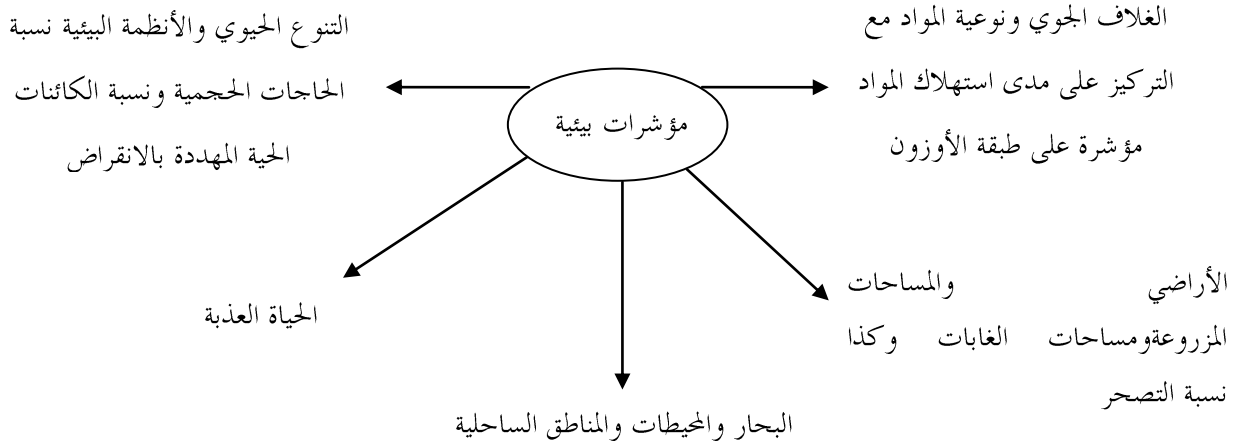 الغلاف الجوي ونوعية المواد مع
التركيز على مدى استهلاك المواد
مؤشرة على طبقة الأوزون
التنوع الحيوي والأنظمة البيئية نسبة
الحاجات الحجمية ونسبة الكائنات
الحية المهددة بالانقراض
مؤشرات بيئية
الأراضي والمساحات
المزروعةومساحات الغابات وكذا
نسبة التصحر
الحياة العذبة
البحار والمحيطات والمناطق الساحلية